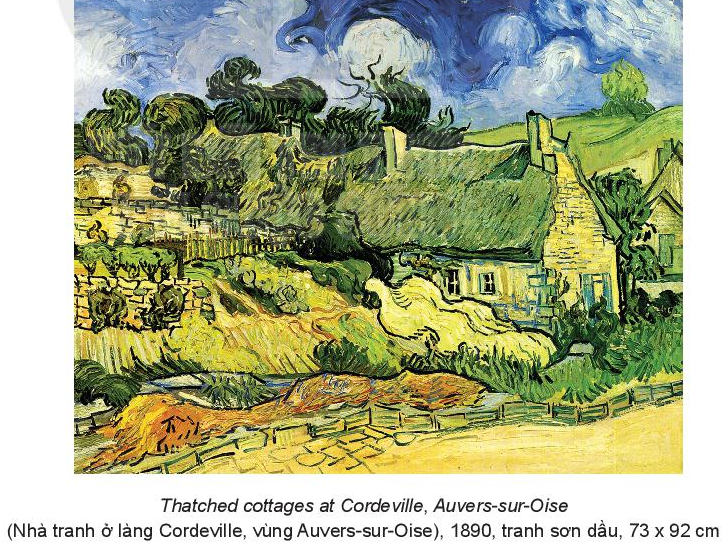 Thatched cottages at Cordeville, Auvers-sur-Oise
(Nhà tranh ở làng Cordeville, vùng Auvers-sur-Oise), 1890, tranh sơn dầu, 73 x 92 cm